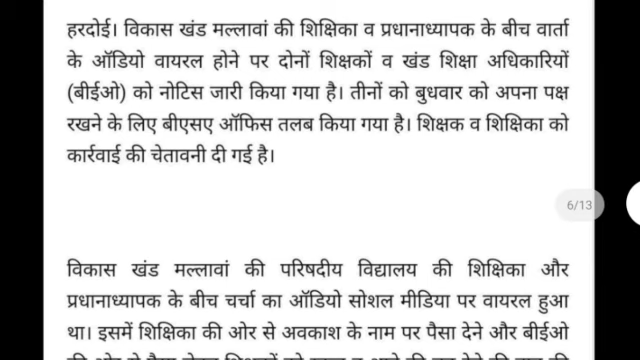 हरदोई। विकास खंड मल्लावां की शिक्षिका व प्रधानाध्यापक के बीच वार्ता
के ऑडियो वायरल होने पर दोनों शिक्षकों व खंड शिक्षा अधिकारियों
(बीईओ) को नोटिस जारी किया गया है। तीनों को बुधवार को अपना पक्ष
रखने के लिए बीएसए ऑफिस तलब किया गया है। शिक्षक व शिक्षिका को
कार्रवाई की चेतावनी दी गई है।
6/13
विकास खंड मल्लावां की परिषदीय विद्यालय की शिक्षिका और
प्रधानाध्यापक के बीच चर्चा का ऑडियो सोशल मीडिया पर वायरल हुआ
था। इसमें शिक्षिका की ओर से अवकाश के नाम पर पैसा देने और बीईओ